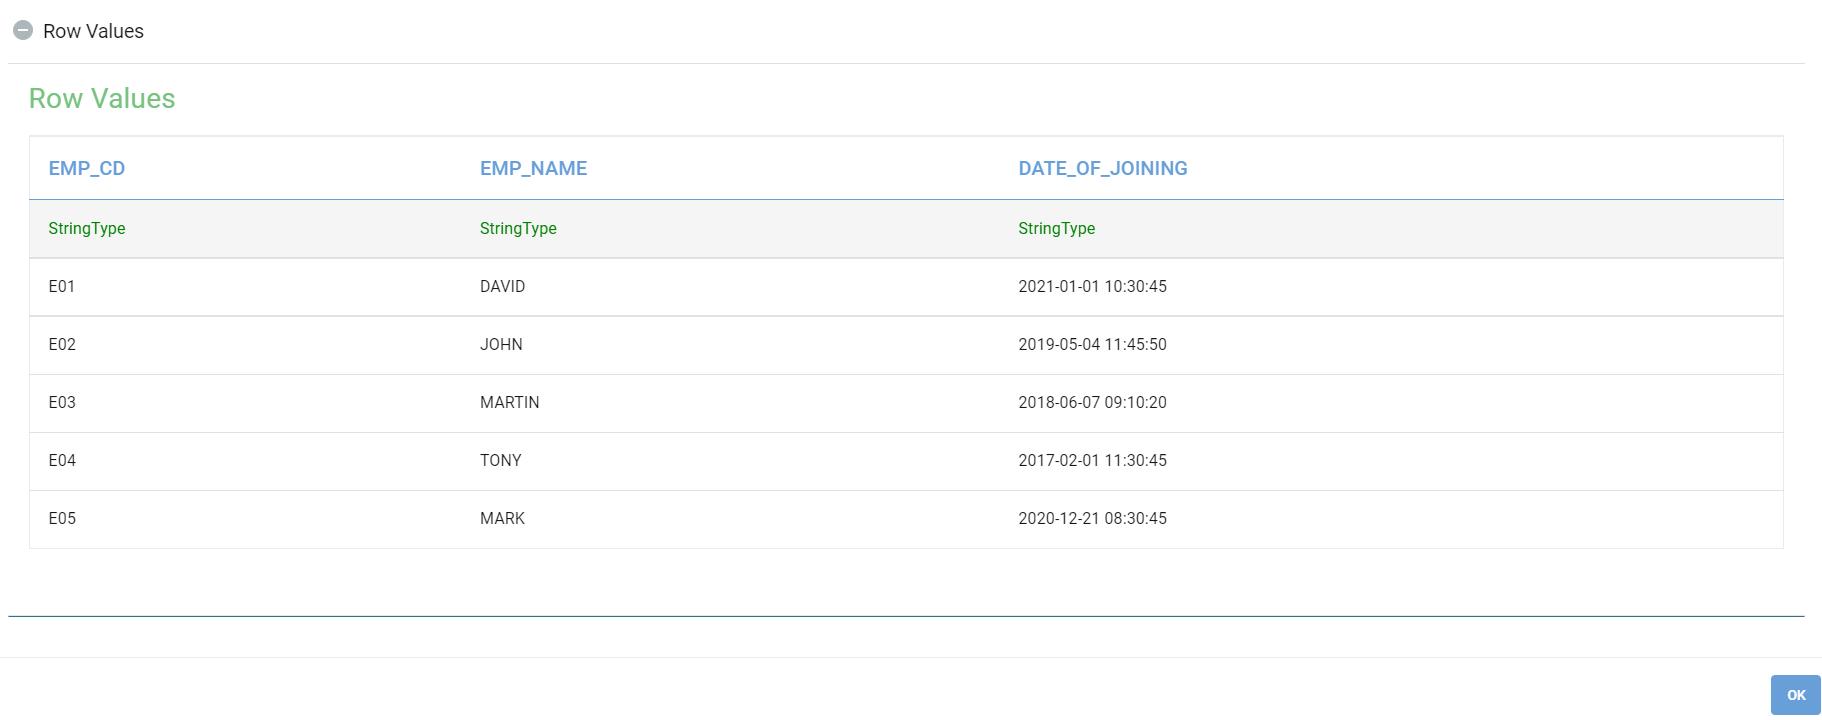 Row Values
Row Values
EMP_CD EMP_NAME DATE_OF_JOINING
StringType StringType StringType
E01 DAVID 2021-01-01 10:30:45
E02 JOHN 2019-05-04 11:45:50
E03 MARTIN 2018-06-07 09:10:20
E04 TONY 2017-02-01 11:30:45
E05 MARK 2020-12-21 08:30:45
OK